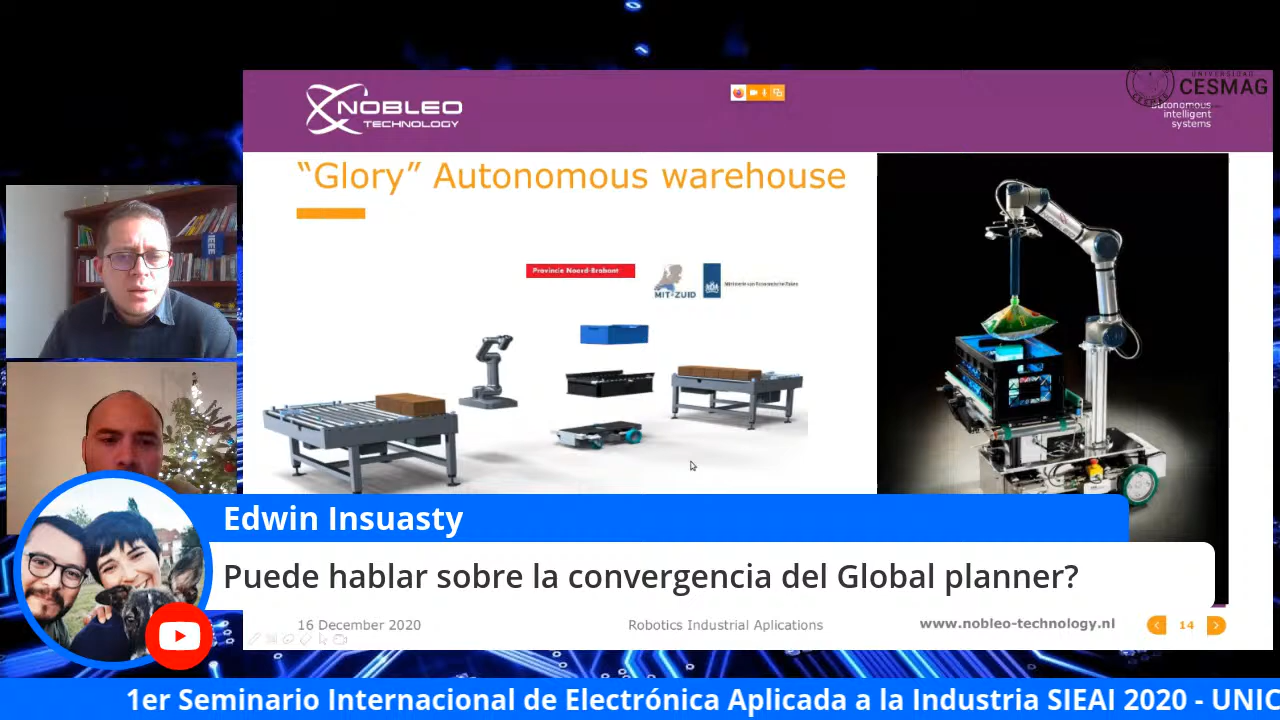 NOBLEO
TECHNOLOGY
UNIVERSIDAD
CESMAG
autonomous
intelligent
systems
“Glory” Autonomous warehouse
IEEE
Provincie Noord-Brabant
MIT-ZUID
Edwin Insuasty
Puede hablar sobre la convergencia del Global planner?
16 December 2020
Robotics Industrial Aplications
www.nobleo-technology.nl
14
1er Seminario Internacional de Electrónica Aplicada a la Industria SIEAI 2020 - UNIC